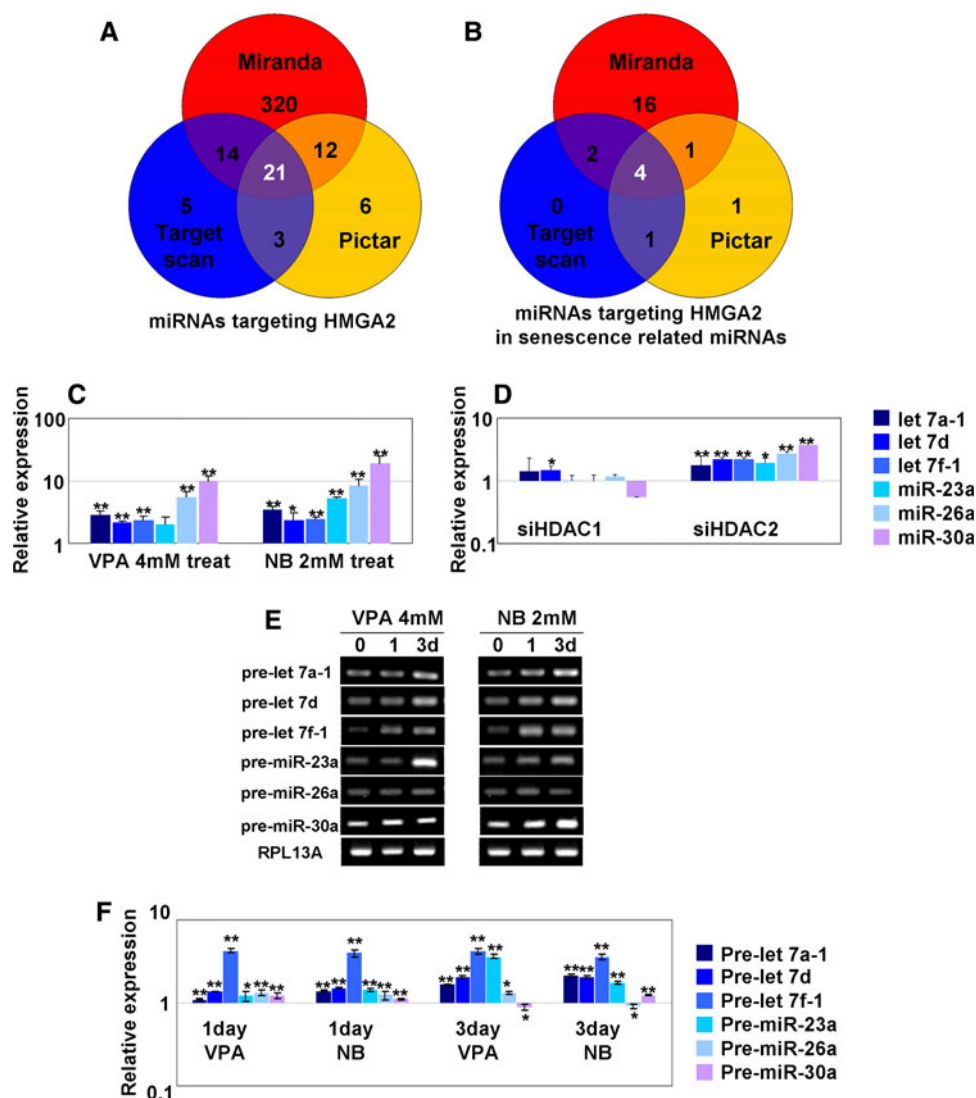 A
Miranda
320
14
12
21
5
6
Target
scan
3
Pictar
miRNAs targeting HMGA2
B
Miranda
16
2
1
4
0
1
Target
scan
1
Pictar
miRNAs targeting HMGA2
in senescence related miRNAs
C
Relative expression
100
10
1
** ** ** ** **
** * ** ** ** **
VPA 4mM treat
NB 2mM treat
D
Relative expression
10
1
0.1
*
** ** ** * ** **
siHDAC1
siHDAC2
let 7a-1
let 7d
let 7f-1
miR-23a
miR-26a
miR-30a
E
VPA 4mM
NB 2mM
0 1 3d
0 1 3d
pre-let 7a-1
pre-let 7d
pre-let 7f-1
pre-miR-23a
pre-miR-26a
pre-miR-30a
RPL13A
F
Relative expression
10
1
0.1
** ** ** * ** **
** ** ** ** ** **
** ** ** ** * *
** ** ** ** * **
1day
VPA
1day
NB
3day
VPA
3day
NB
Pre-let 7a-1
Pre-let 7d
Pre-let 7f-1
Pre-miR-23a
Pre-miR-26a
Pre-miR-30a